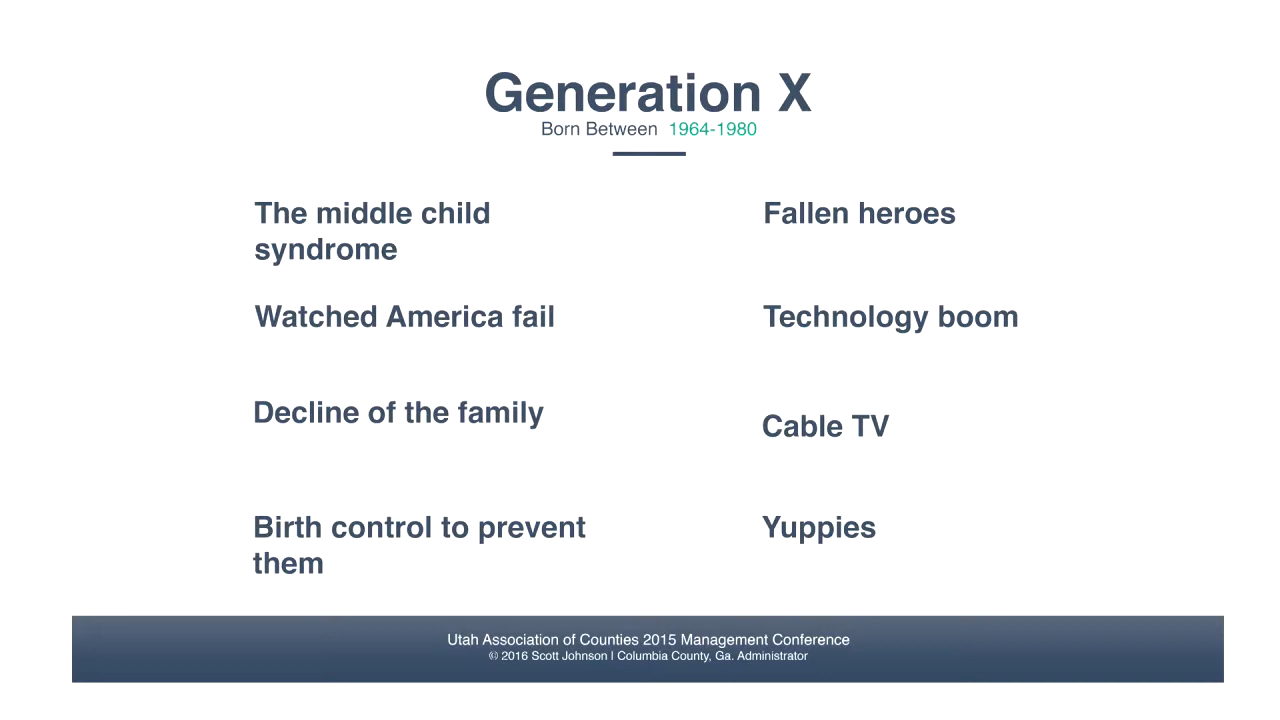 Generation X
Born Between 1964-1980
The middle child
syndrome
Watched America fail
Decline of the family
Birth control to prevent
them
Fallen heroes
Technology boom
Cable TV
Yuppies
Utah Association of Counties 2015 Management Conference
© 2016 Scott Johnson | Columbia County, Ga. Administrator